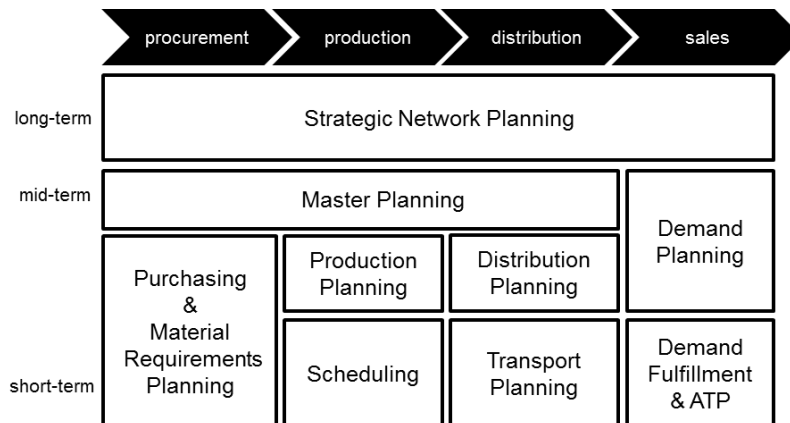 procurement
production
distribution
sales
long-term
Strategic Network Planning
mid-term
Master Planning
Demand
Planning
Purchasing
&
Material
Requirements
Planning
Production
Planning
Distribution
Planning
short-term
Scheduling
Transport
Planning
Demand
Fulfillment
& ATP